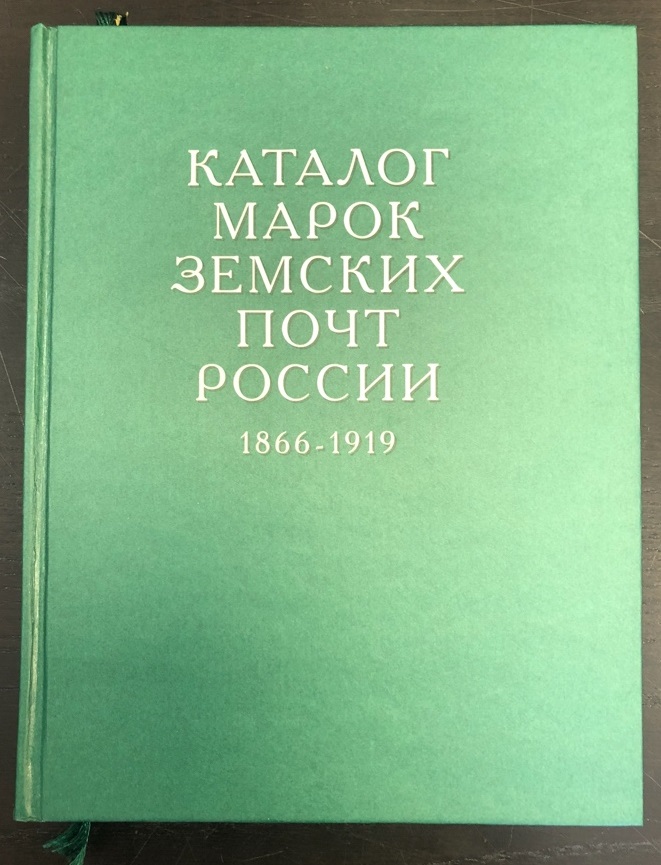 КАТАЛОГ
МАРОК
ЗЕМСКИХ
ПОЧТ
РОССИИ
1866-1919